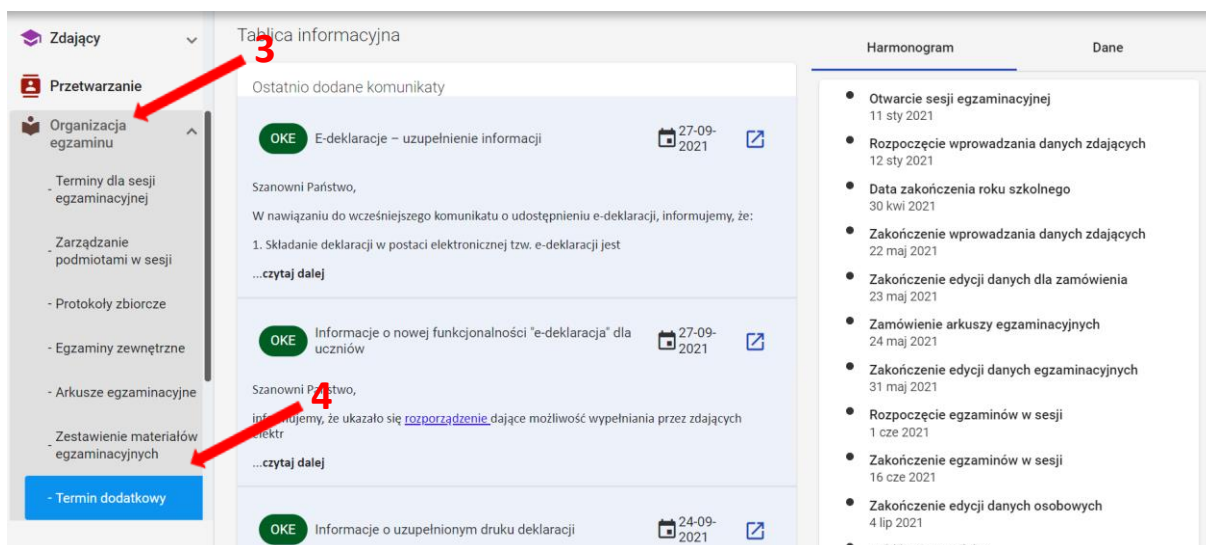 Zdający
Przetwarzanie
Organizacja
egzaminu
- Terminy dla sesji
egzaminacyjnej
- Zarządzanie
podmiotami w sesji
- Protokoły zbiorcze
- Egzaminy zewnętrzne
- Arkusze egzaminacyjne
- Zestawienie materiałów
egzaminacyjnych
- Termin dodatkowy
3
4
Tablica informacyjna
Ostatnio dodane komunikaty
OKE E-deklaracje – uzupełnienie informacji 27-09-
2021
Szanowni Państwo,
W nawiązaniu do wcześniejszego komunikatu o udostępnieniu e-deklaracji, informujemy, że:
1. Składanie deklaracji w postaci elektronicznej tzw. e-deklaracji jest
...czytaj dalej
OKE Informacje o nowej funkcjonalności "e-deklaracja" dla
uczniów 27-09-
2021
Szanowni Państwo,
informujemy, że ukazało się rozporządzenie dające możliwość wypełniania przez zdających
elektr
...czytaj dalej
OKE Informacje o uzupełnionym druku deklaracji 24-09-
2021
Harmonogram Dane
Otwarcie sesji egzaminacyjnej
11 sty 2021
Rozpoczęcie wprowadzania danych zdających
12 sty 2021
Data zakończenia roku szkolnego
30 kwi 2021
Zakończenie wprowadzania danych zdających
22 maj 2021
Zakończenie edycji danych dla zamówienia
23 maj 2021
Zamówienie arkuszy egzaminacyjnych
24 maj 2021
Zakończenie edycji danych egzaminacyjnych
31 maj 2021
Rozpoczęcie egzaminów w sesji
1 cze 2021
Zakończenie egzaminów w sesji
16 cze 2021
Zakończenie edycji danych osobowych
4 lip 2021